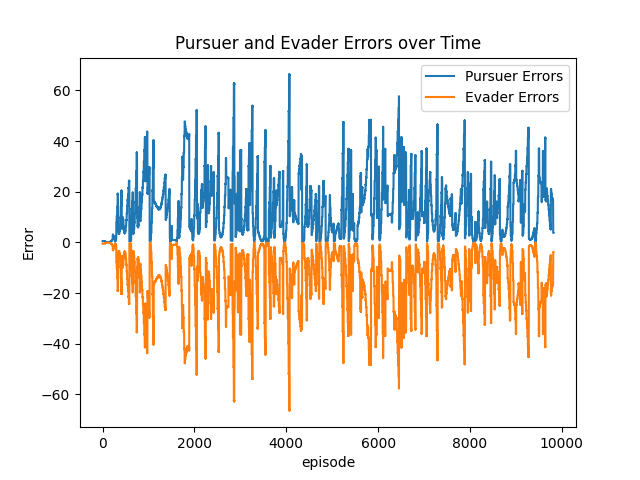 Pursuer and Evader Errors over Time
Pursuer Errors
Evader Errors
60
40
20
0
−20
−40
−60
Error
0 2000 4000 6000 8000 10000
episode